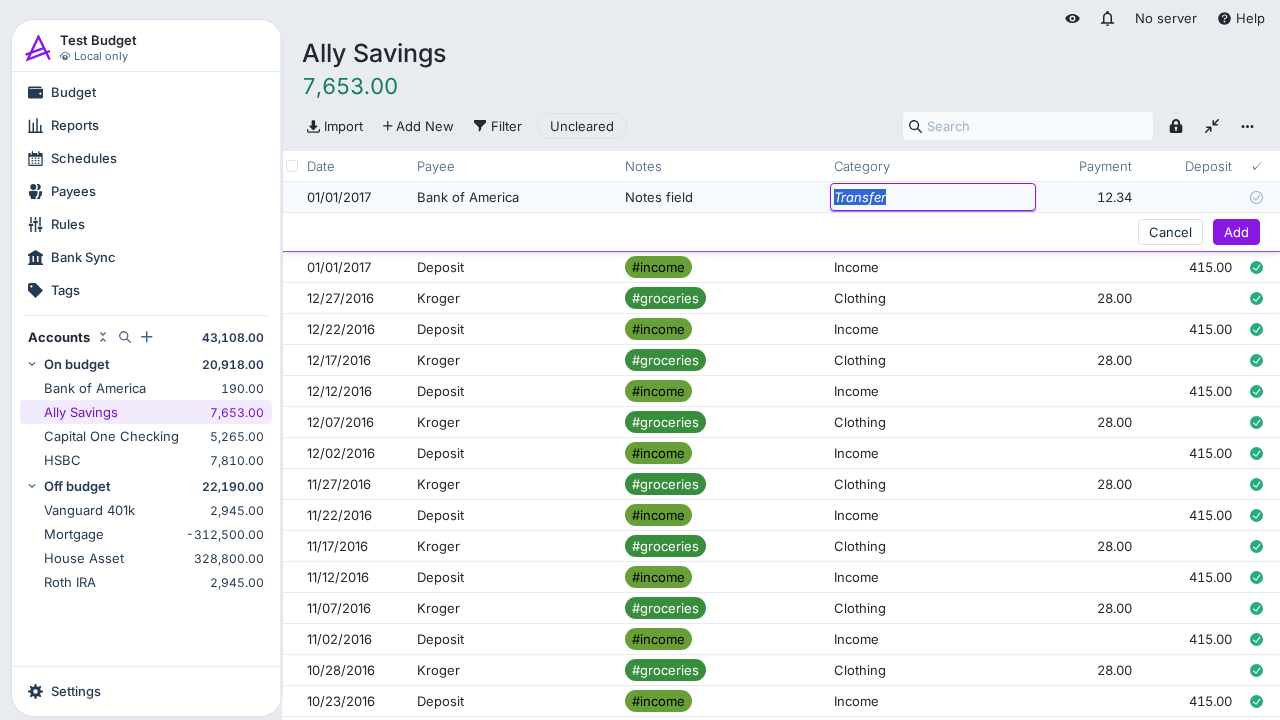 Test Budget
Local only
Budget
Reports
Schedules
Payees
Rules
Bank Sync
Tags
Accounts 43,108.00
On budget 20,918.00
Bank of America 190.00
Ally Savings 7,653.00
Capital One Checking 5,265.00
HSBC 7,810.00
Off budget 22,190.00
Vanguard 401k 2,945.00
Mortgage -312,500.00
House Asset 328,800.00
Roth IRA 2,945.00
Settings
No server Help
Ally Savings
7,653.00
Import Add New Filter Uncleared Search
Date Payee Notes Category Payment Deposit ✓
01/01/2017 Bank of America Notes field Transfer 12.34
Cancel Add
01/01/2017 Deposit #income Income 415.00
12/27/2016 Kroger #groceries Clothing 28.00
12/22/2016 Deposit #income Income 415.00
12/17/2016 Kroger #groceries Clothing 28.00
12/12/2016 Deposit #income Income 415.00
12/07/2016 Kroger #groceries Clothing 28.00
12/02/2016 Deposit #income Income 415.00
11/27/2016 Kroger #groceries Clothing 28.00
11/22/2016 Deposit #income Income 415.00
11/17/2016 Kroger #groceries Clothing 28.00
11/12/2016 Deposit #income Income 415.00
11/07/2016 Kroger #groceries Clothing 28.00
11/02/2016 Deposit #income Income 415.00
10/28/2016 Kroger #groceries Clothing 28.00
10/23/2016 Deposit #income Income 415.00